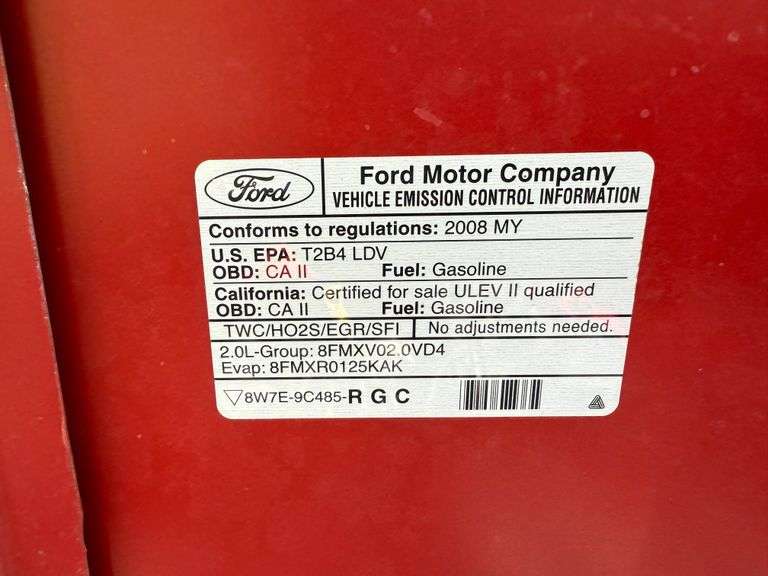 Ford
Ford Motor Company
VEHICLE EMISSION CONTROL INFORMATION
Conforms to regulations: 2008 MY
U.S. EPA: T2B4 LDV
OBD: CA II Fuel: Gasoline
California: Certified for sale ULEV II qualified
OBD: CA II Fuel: Gasoline
TWC/HO2S/EGR/SFI No adjustments needed.
2.0L-Group: 8FMXV02.0VD4
Evap: 8FMXR0125KAK
8W7E-9C485-R G C